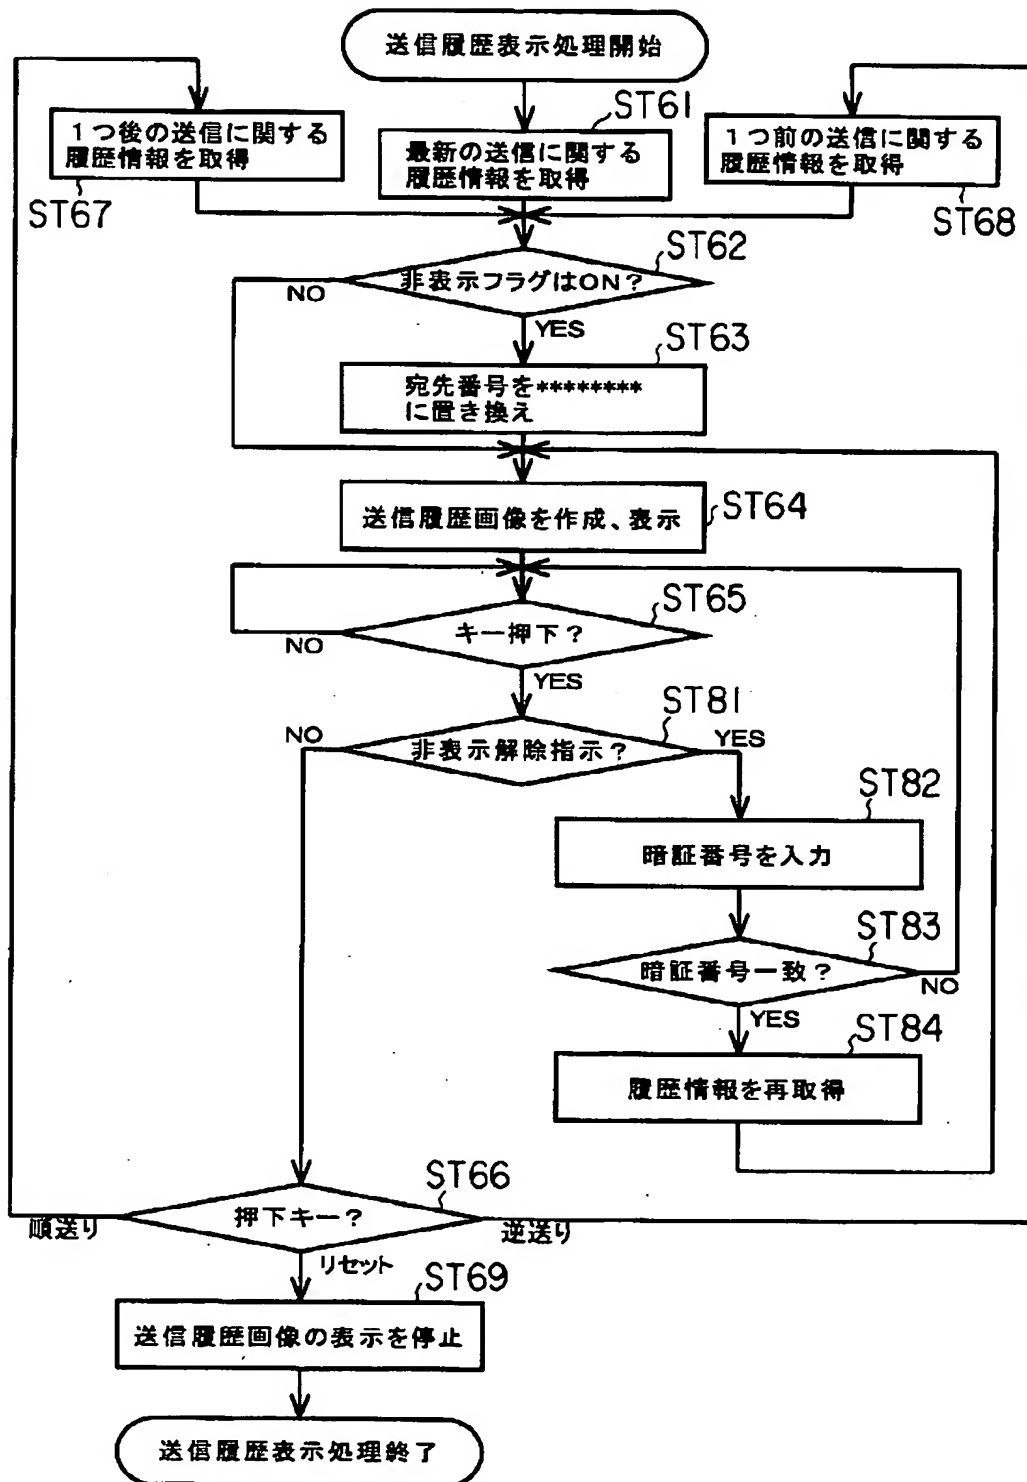 送信履歴表示処理開始
1つ後の送信に関する
履歴情報を取得
ST67
ST61
最新の送信に関する
履歴情報を取得
1つ前の送信に関する
履歴情報を取得
ST68
ST62
非表示フラグはON?
NO
YES
ST63
宛先番号を********
に置き換え
送信履歴画像を作成、表示
ST64
ST65
キー押下?
NO
YES
ST81
NO
非表示解除指示?
YES
ST82
暗証番号を入力
ST83
暗証番号一致?
NO
YES
ST84
履歴情報を再取得
ST66
押下キー?
順送り
逆送り
リセット
ST69
送信履歴画像の表示を停止
送信履歴表示処理終了